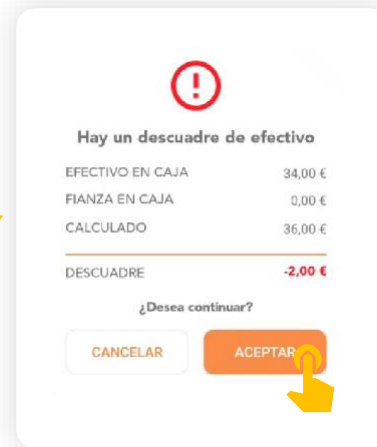 Hay un descuadre de efectivo
EFECTIVO EN CAJA 34,00 €
FIANZA EN CAJA 0,00 €
CALCULADO 36,00 €
DESCUADRE -2,00 €
¿Desea continuar?
CANCELAR ACEPTAR